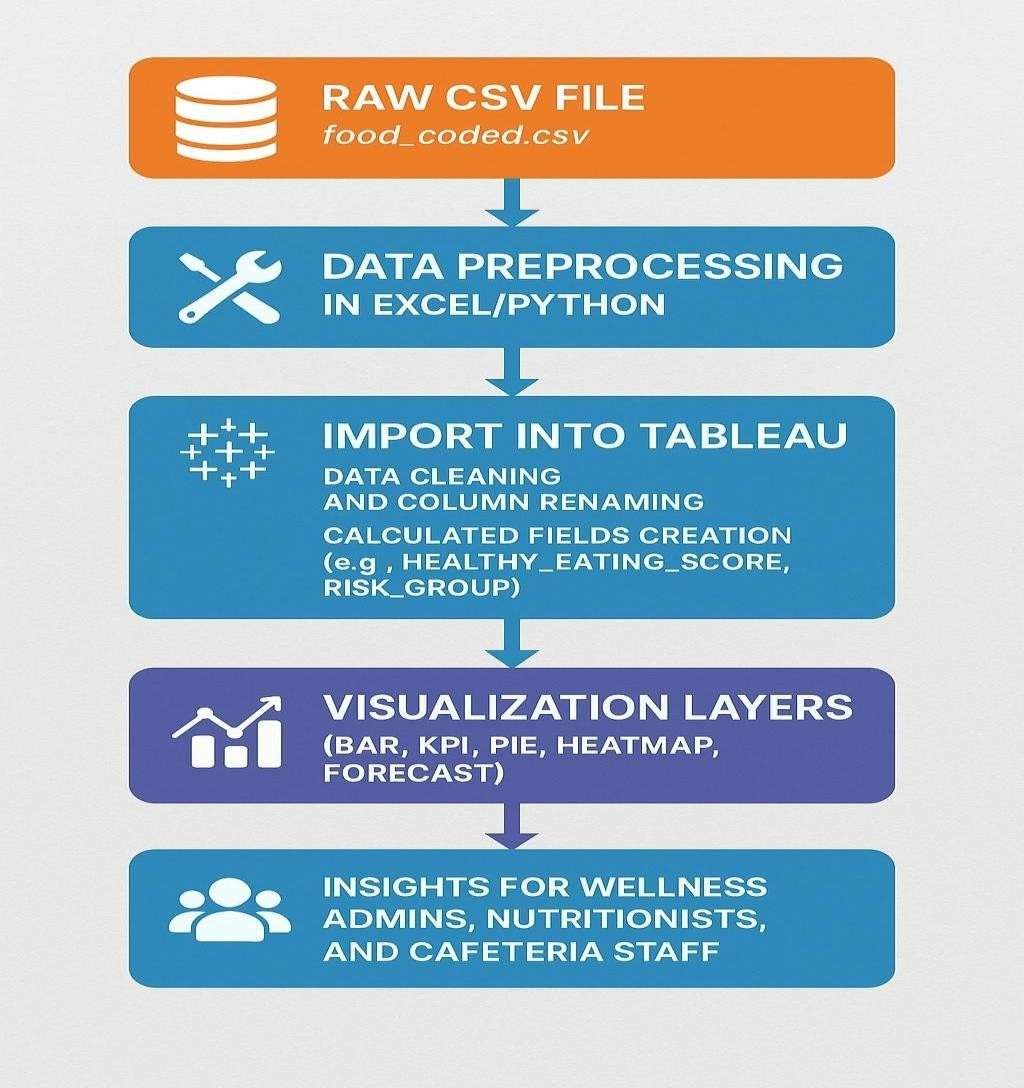 RAW CSV FILE
food_coded.csv
DATA PREPROCESSING
IN EXCEL/PYTHON
IMPORT INTO TABLEAU
DATA CLEANING
AND COLUMN RENAMING
CALCULATED FIELDS CREATION
(e.g , HEALTHY_EATING_SCORE,
RISK_GROUP)
VISUALIZATION LAYERS
(BAR, KPI, PIE, HEATMAP,
FORECAST)
INSIGHTS FOR WELLNESS
ADMINS, NUTRITIONISTS,
AND CAFETERIA STAFF